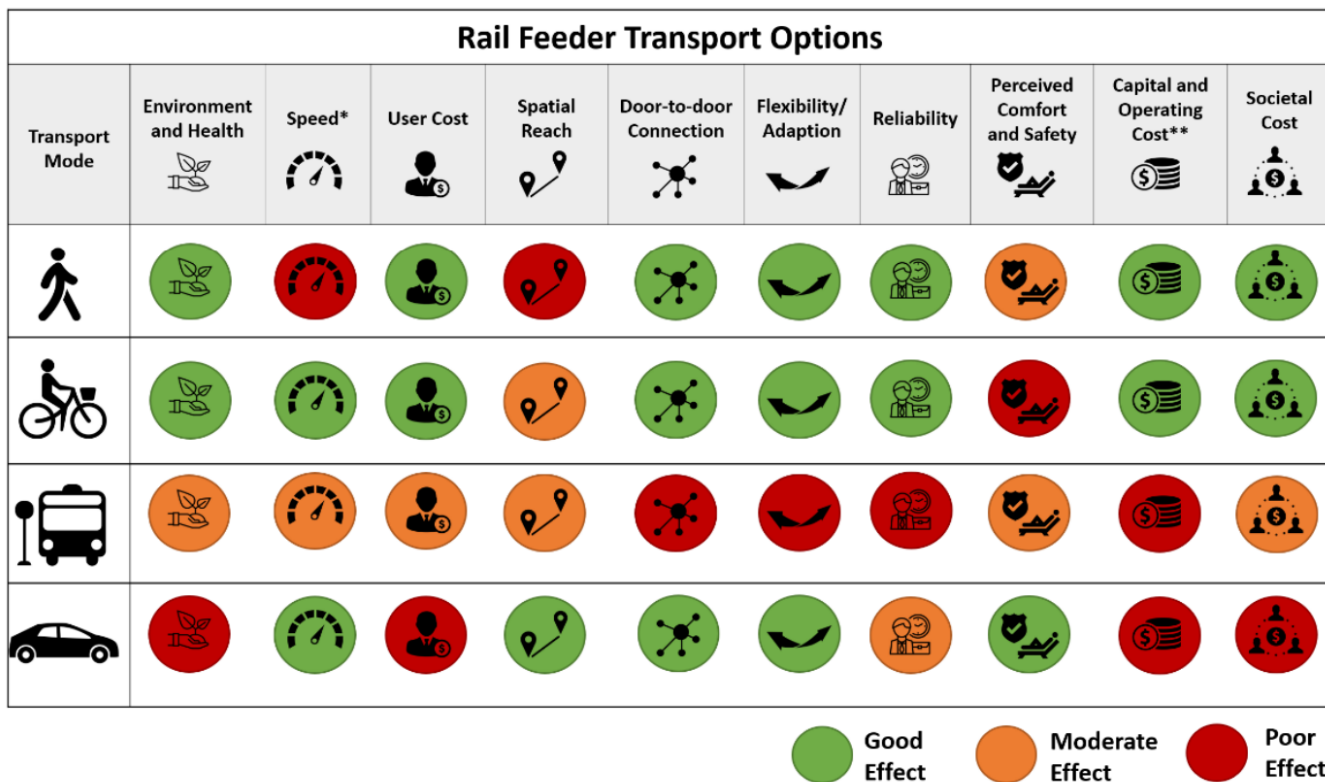 Rail Feeder Transport Options
Transport
Mode
Environment
and Health
Speed*
User Cost
Spatial
Reach
Door-to-door
Connection
Flexibility/
Adaption
Reliability
Perceived
Comfort
and Safety
Capital and
Operating
Cost**
Societal
Cost
Good
Effect
Moderate
Effect
Poor
Effect